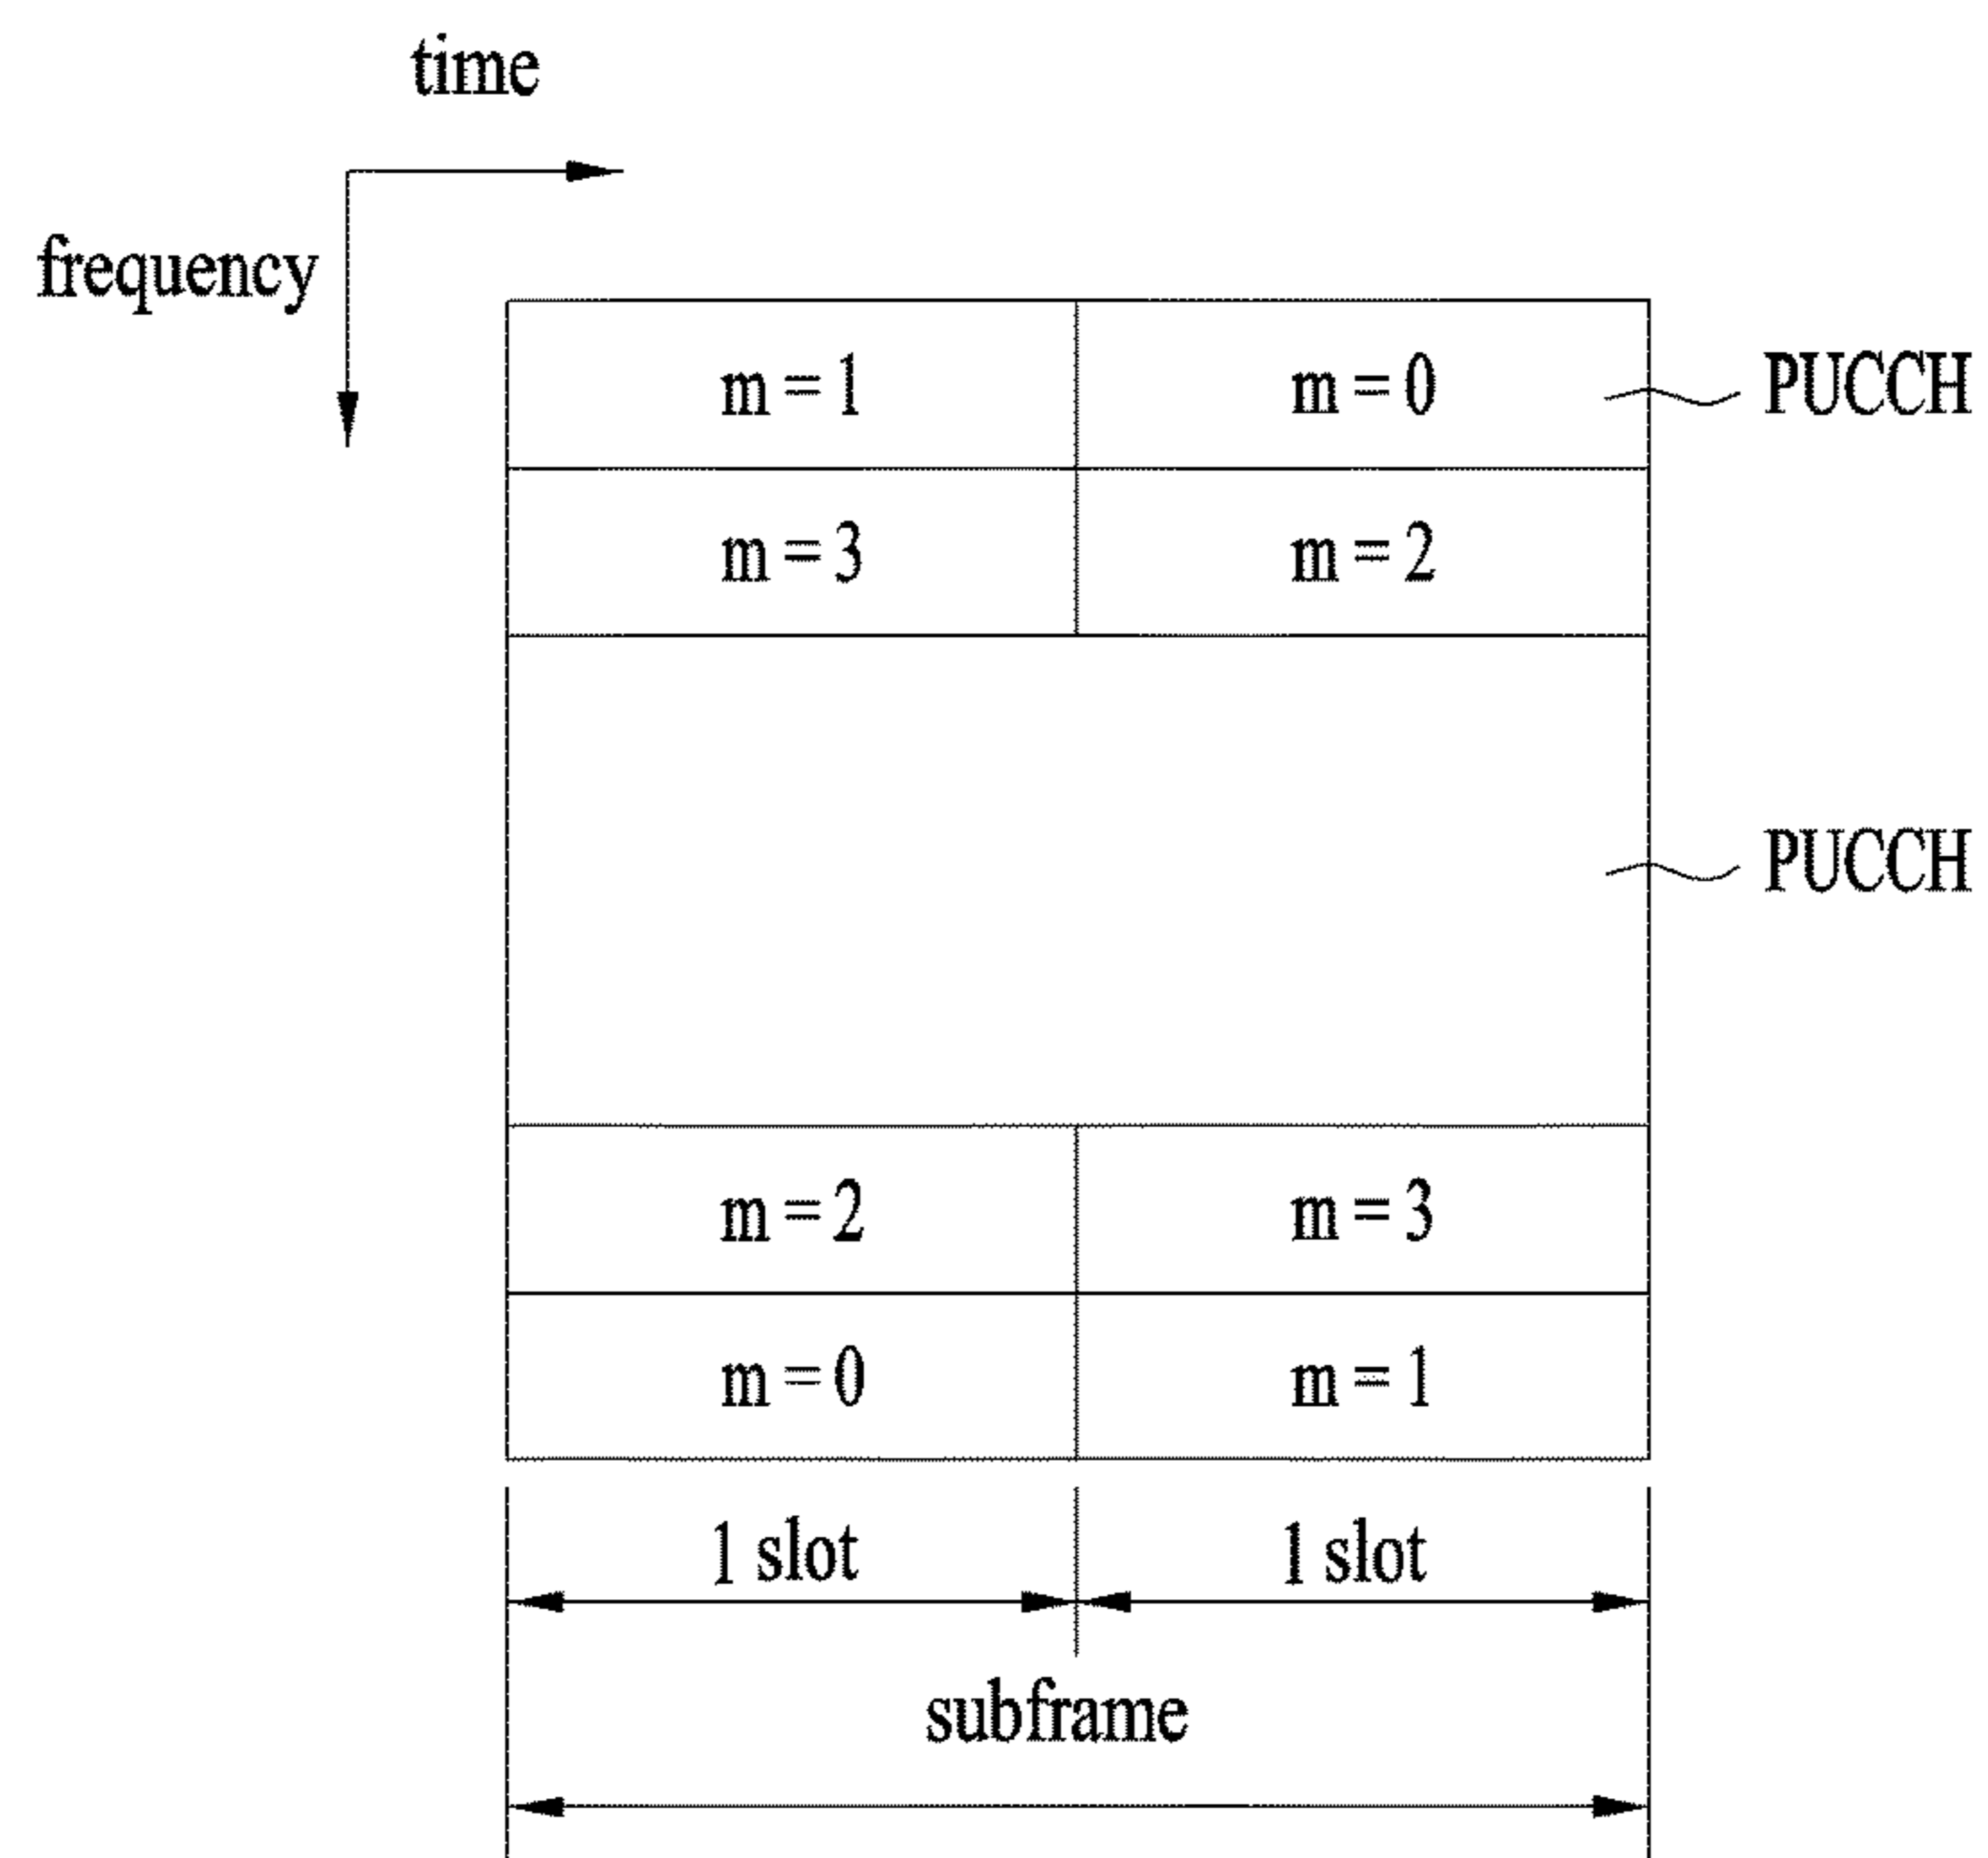 time
frequency
m = 1
m = 0
PUCCH
m = 3
m = 2
PUCCH
m = 2
m = 3
m = 0
m = 1
1 slot
1 slot
subframe